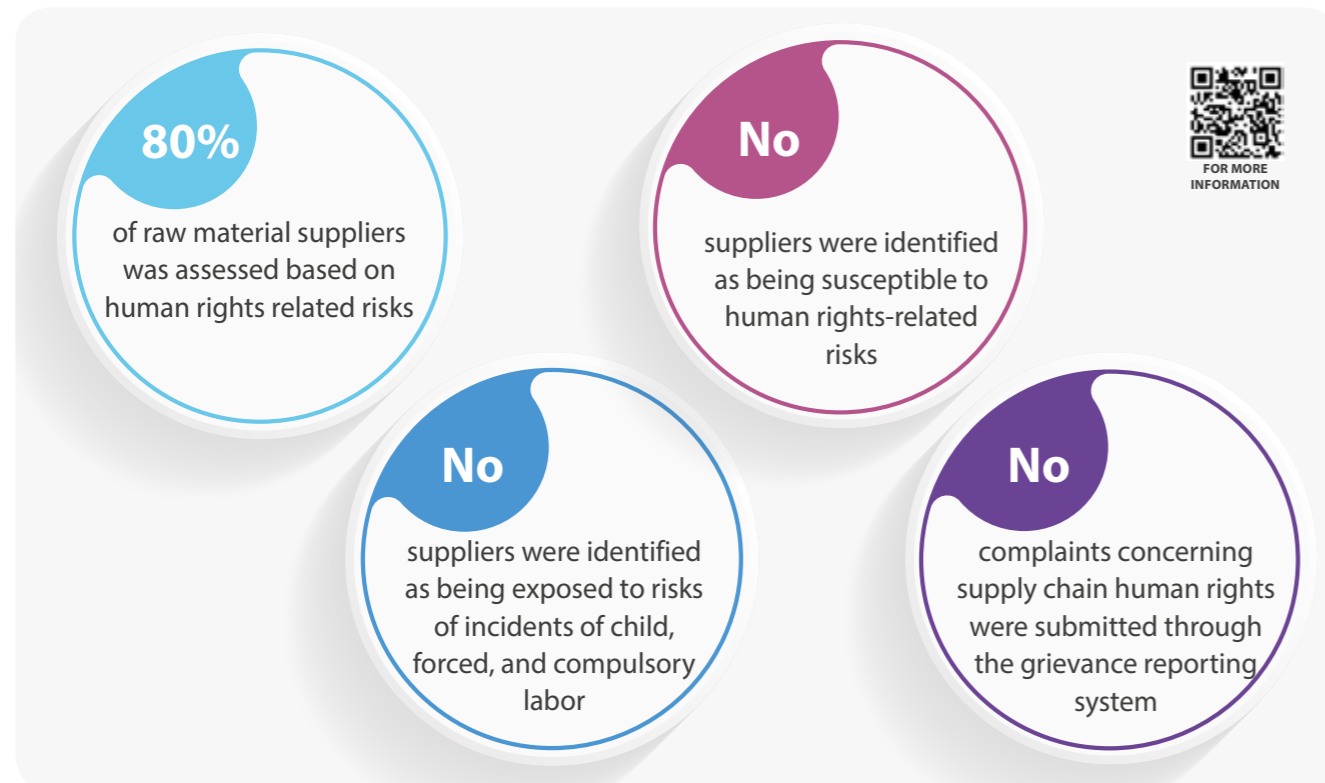 80%
of raw material suppliers
was assessed based on
human rights related risks
No
suppliers were identified
as being susceptible to
human rights-related
risks
FOR MORE
INFORMATION
No
suppliers were identified
as being exposed to risks
of incidents of child,
forced, and compulsory
labor
No
complaints concerning
supply chain human rights
were submitted through
the grievance reporting
system